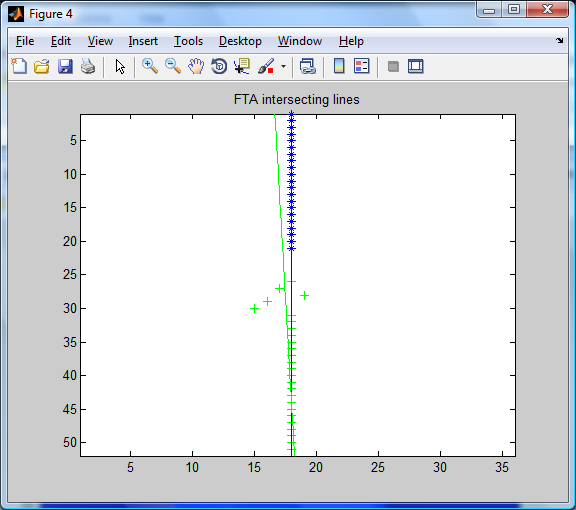 Figure 4
File Edit View Insert Tools Desktop Window Help
FTA intersecting lines
5
10
15
20
25
30
35
40
45
50
5 10 15 20 25 30 35